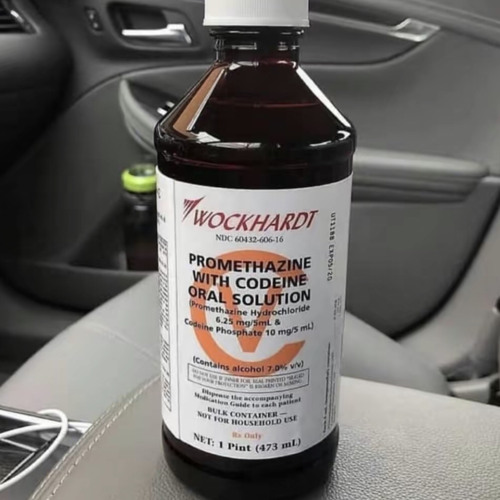 WOCKHARDT
NDC 60432-606-16
PROMETHAZINE
WITH CODEINE
ORAL SOLUTION
(Promethazine Hydrochloride
6.25 mg/5mL &
Codeine Phosphate 10 mg/5 mL)
CV
(Contains alcohol 7.0% v/v)
Dispense the accompanying
Medication Guide to each patient
BULK CONTAINER —
NOT FOR HOUSEHOLD USE
Rx Only
NET: 1 Pint (473 mL)